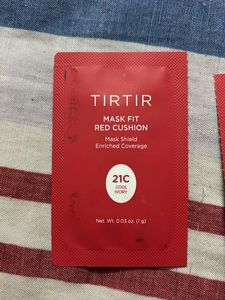 TIRTIR
MASK FIT
RED CUSHION
Mask Shield
Enriched Coverage
21C
COOL
IVORY
Net. Wt. 0.03 oz. (1 g)